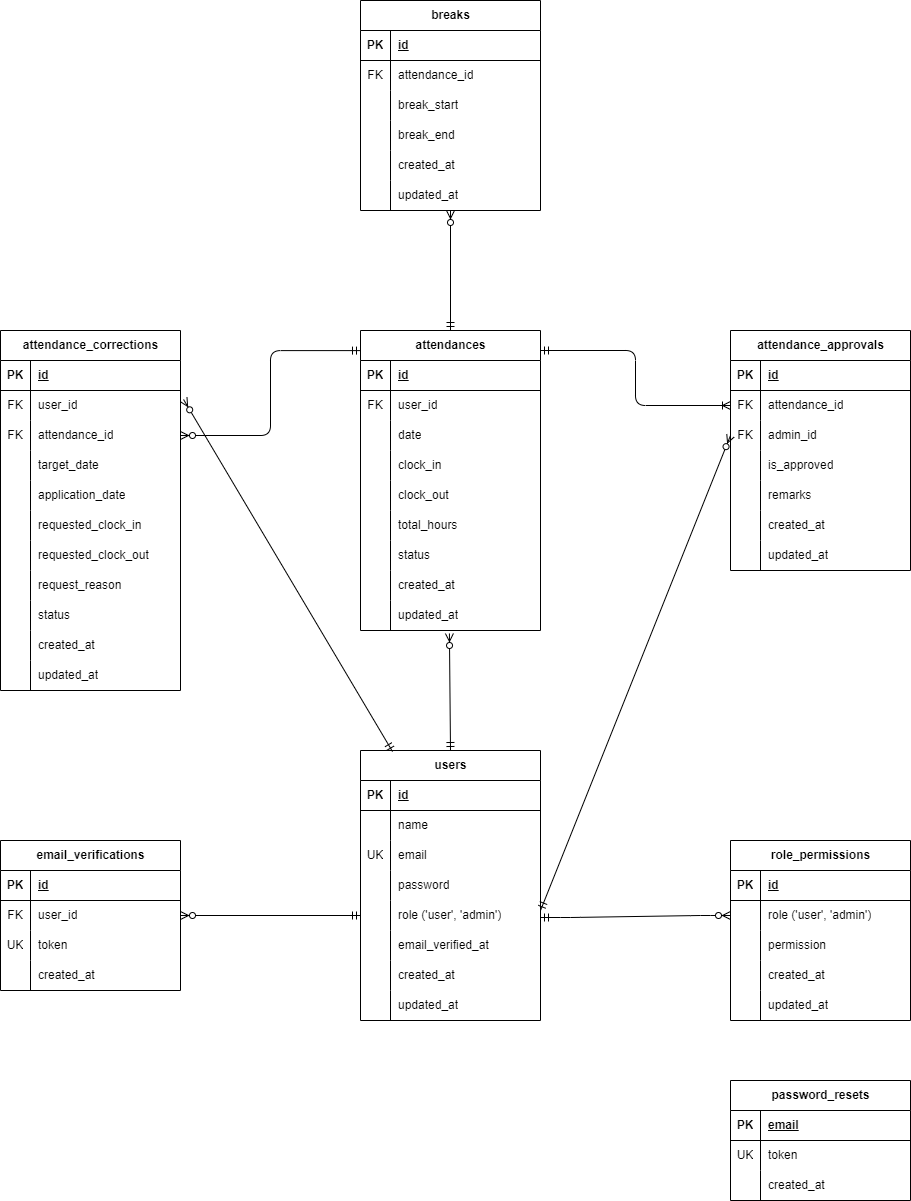 breaks
PK id
FK attendance_id
break_start
break_end
created_at
updated_at
attendance_corrections
PK id
FK user_id
FK attendance_id
target_date
application_date
requested_clock_in
requested_clock_out
request_reason
status
created_at
updated_at
attendances
PK id
FK user_id
date
clock_in
clock_out
total_hours
status
created_at
updated_at
attendance_approvals
PK id
FK attendance_id
FK admin_id
is_approved
remarks
created_at
updated_at
email_verifications
PK id
FK user_id
UK token
created_at
users
PK id
name
UK email
password
role ('user', 'admin')
email_verified_at
created_at
updated_at
role_permissions
PK id
role ('user', 'admin')
permission
created_at
updated_at
password_resets
PK email
UK token
created_at